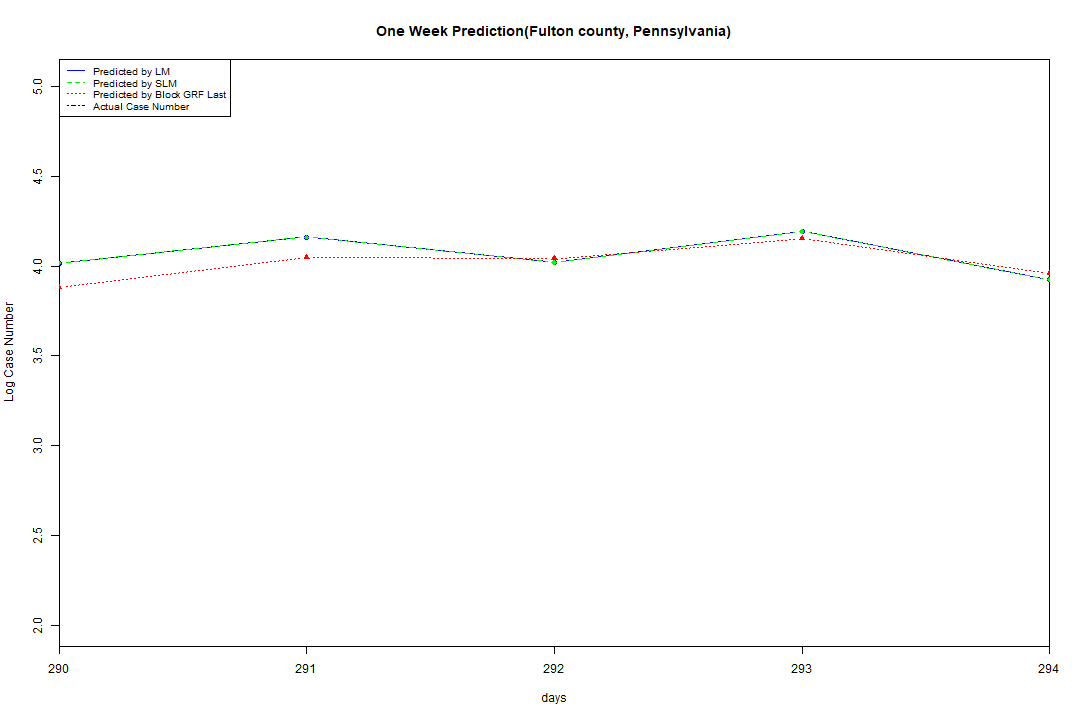 One Week Prediction(Fulton county, Pennsylvania)
Predicted by LM
Predicted by SLM
Predicted by Block GRF Last
Actual Case Number
5.0
4.5
4.0
3.5
3.0
2.5
2.0
Log Case Number
290 291 292 293 294
days